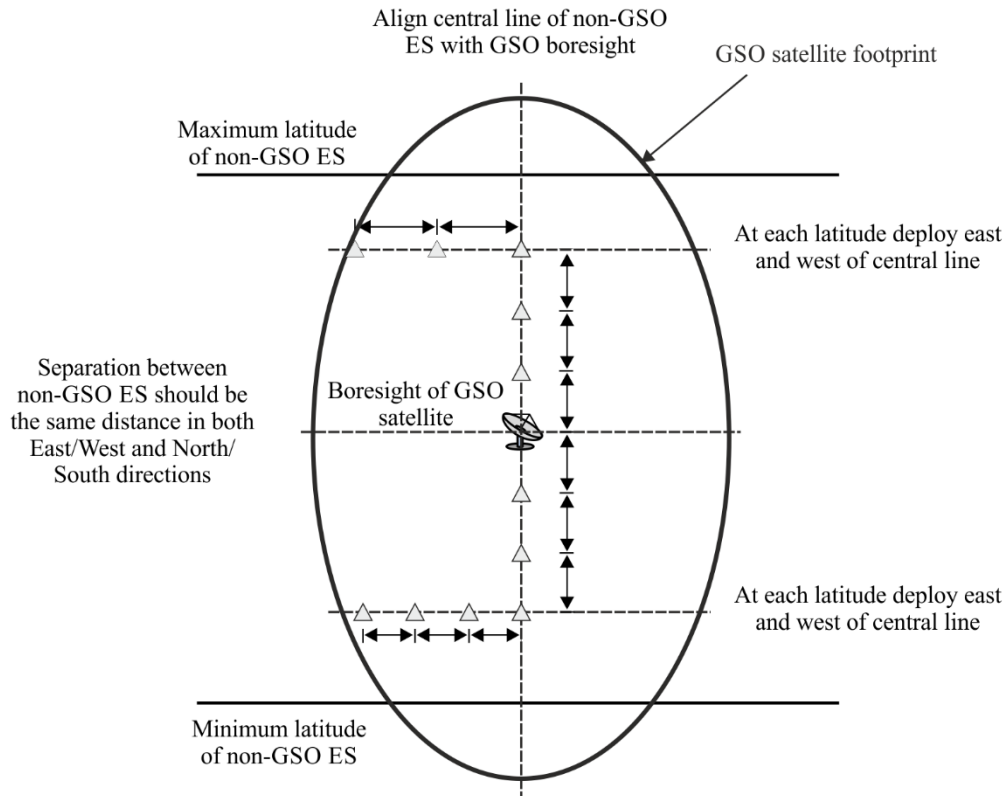 Align central line of non-GSO
ES with GSO boresight
GSO satellite footprint
Maximum latitude
of non-GSO ES
At each latitude deploy east
and west of central line
Separation between
non-GSO ES should be
the same distance in both
East/West and North/
South directions
Boresight of GSO
satellite
At each latitude deploy east
and west of central line
Minimum latitude
of non-GSO ES